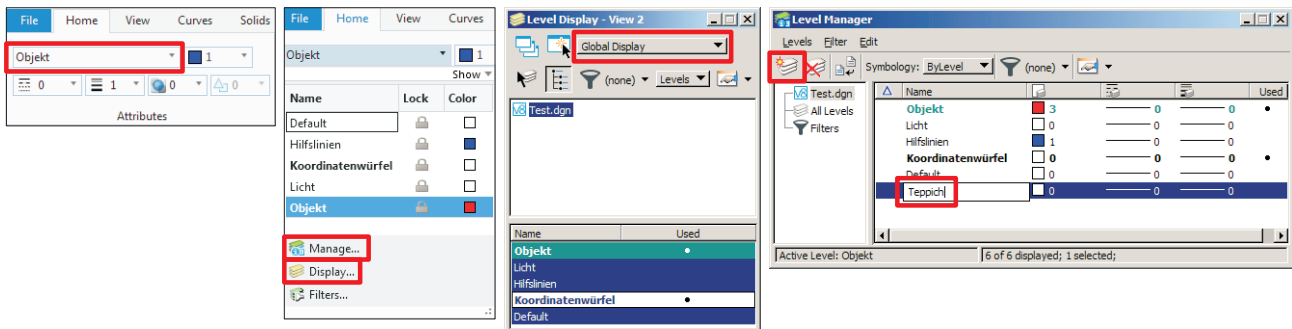 File Home View Curves Solids
Objekt 1
0 1 0 0
Attributes
File Home View Curves
Objekt 1
Show
Name Lock Color
Default
Hilfslinien
Koordinatenwürfel
Licht
Objekt
Manage...
Display...
Filters...
Level Display - View 2
Global Display
(none) Levels
Test.dgn
Name Used
Objekt
Licht
Hilfslinien
Koordinatenwürfel
Default
Level Manager
Levels Filter Edit
Symbology: ByLevel (none)
Test.dgn
All Levels
Filters
Name Used
Objekt 3 0 0
Licht 0 0 0
Hilfslinien 1 0 0
Koordinatenwürfel 0 0 0
Default 0 0 0
Teppich 0 0 0
Active Level: Objekt 6 of 6 displayed; 1 selected;